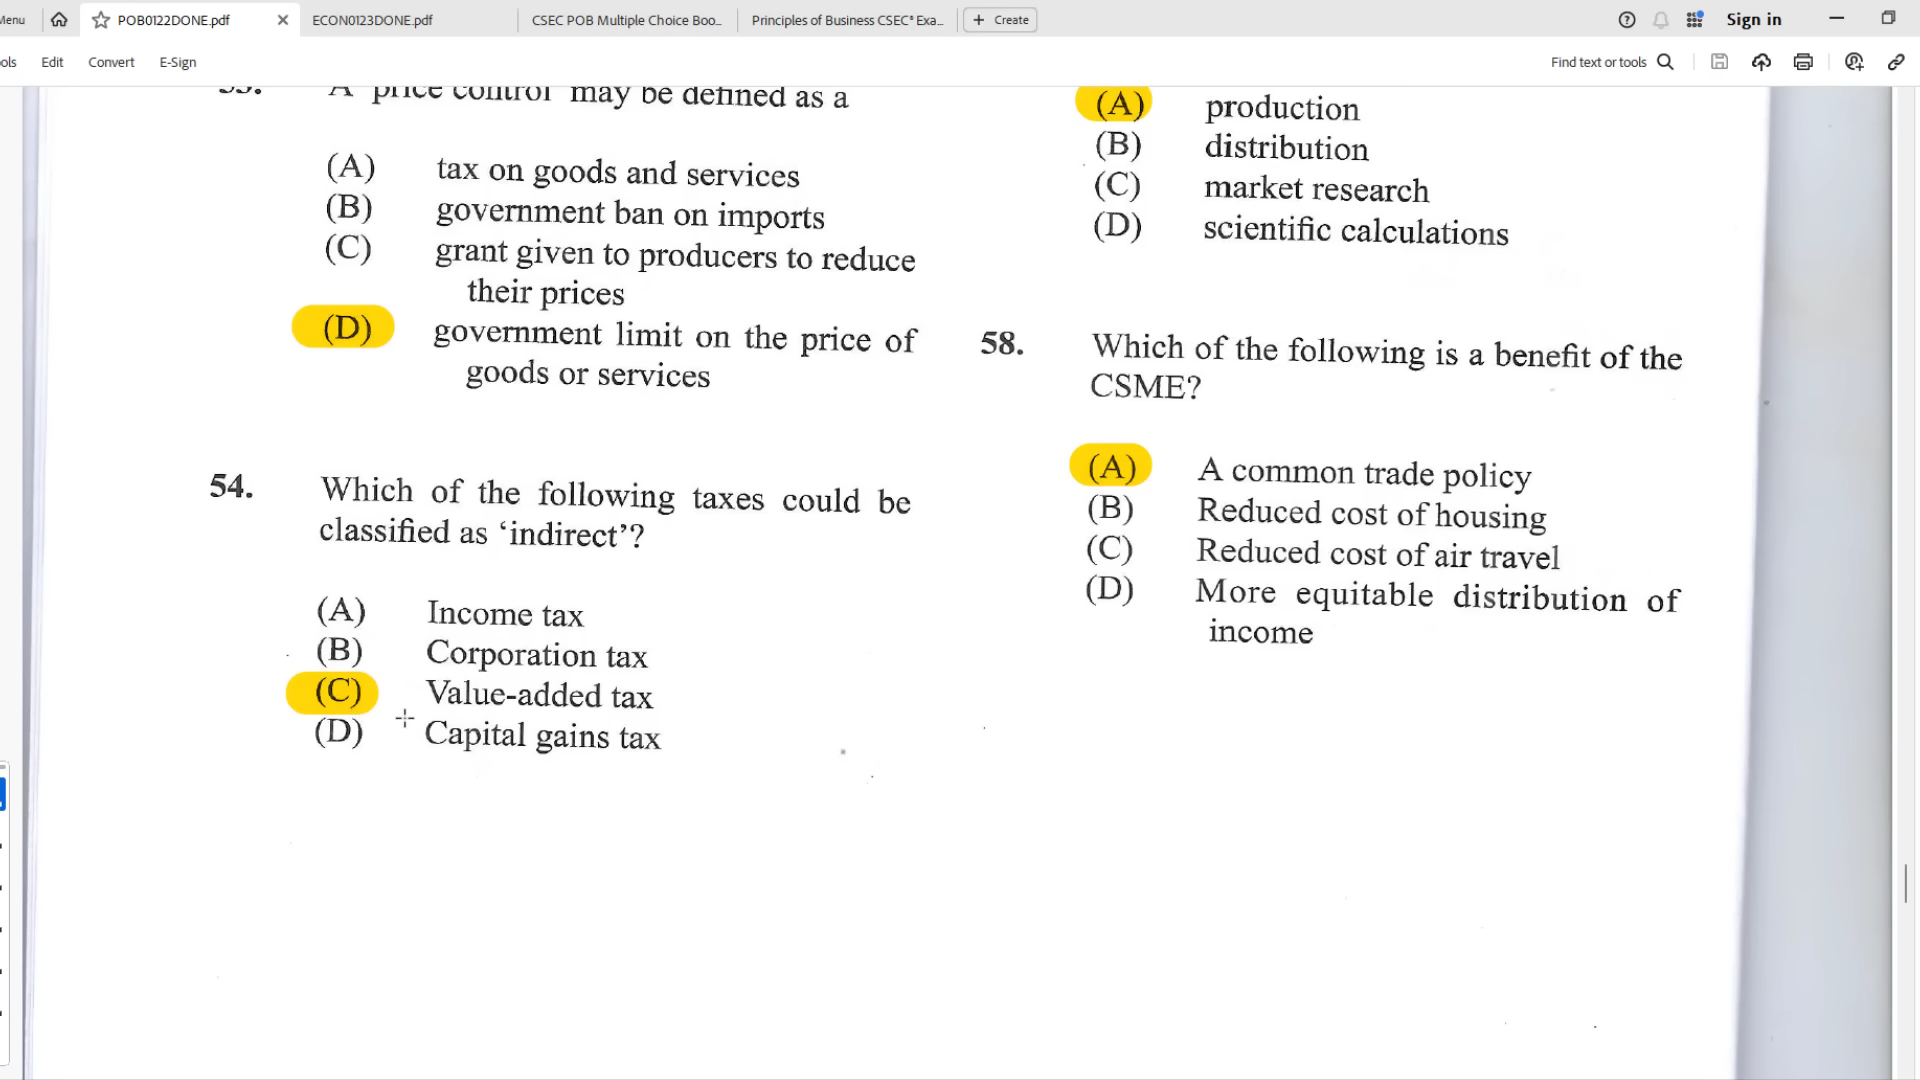 Menu
POB0122DONE.pdf
ECON0123DONE.pdf
CSEC POB Multiple Choice Boo...
Principles of Business CSEC® Exa...
+ Create
Sign in
ols
Edit
Convert
E-Sign
Find text or tools
53. A 'price control' may be defined as a
(A) tax on goods and services
(B) government ban on imports
(C) grant given to producers to reduce
their prices
(D) government limit on the price of
goods or services
54. Which of the following taxes could be
classified as ‘indirect’?
(A) Income tax
(B) Corporation tax
(C) Value-added tax
(D) Capital gains tax
(A) production
(B) distribution
(C) market research
(D) scientific calculations
58. Which of the following is a benefit of the
CSME?
(A) A common trade policy
(B) Reduced cost of housing
(C) Reduced cost of air travel
(D) More equitable distribution of
income